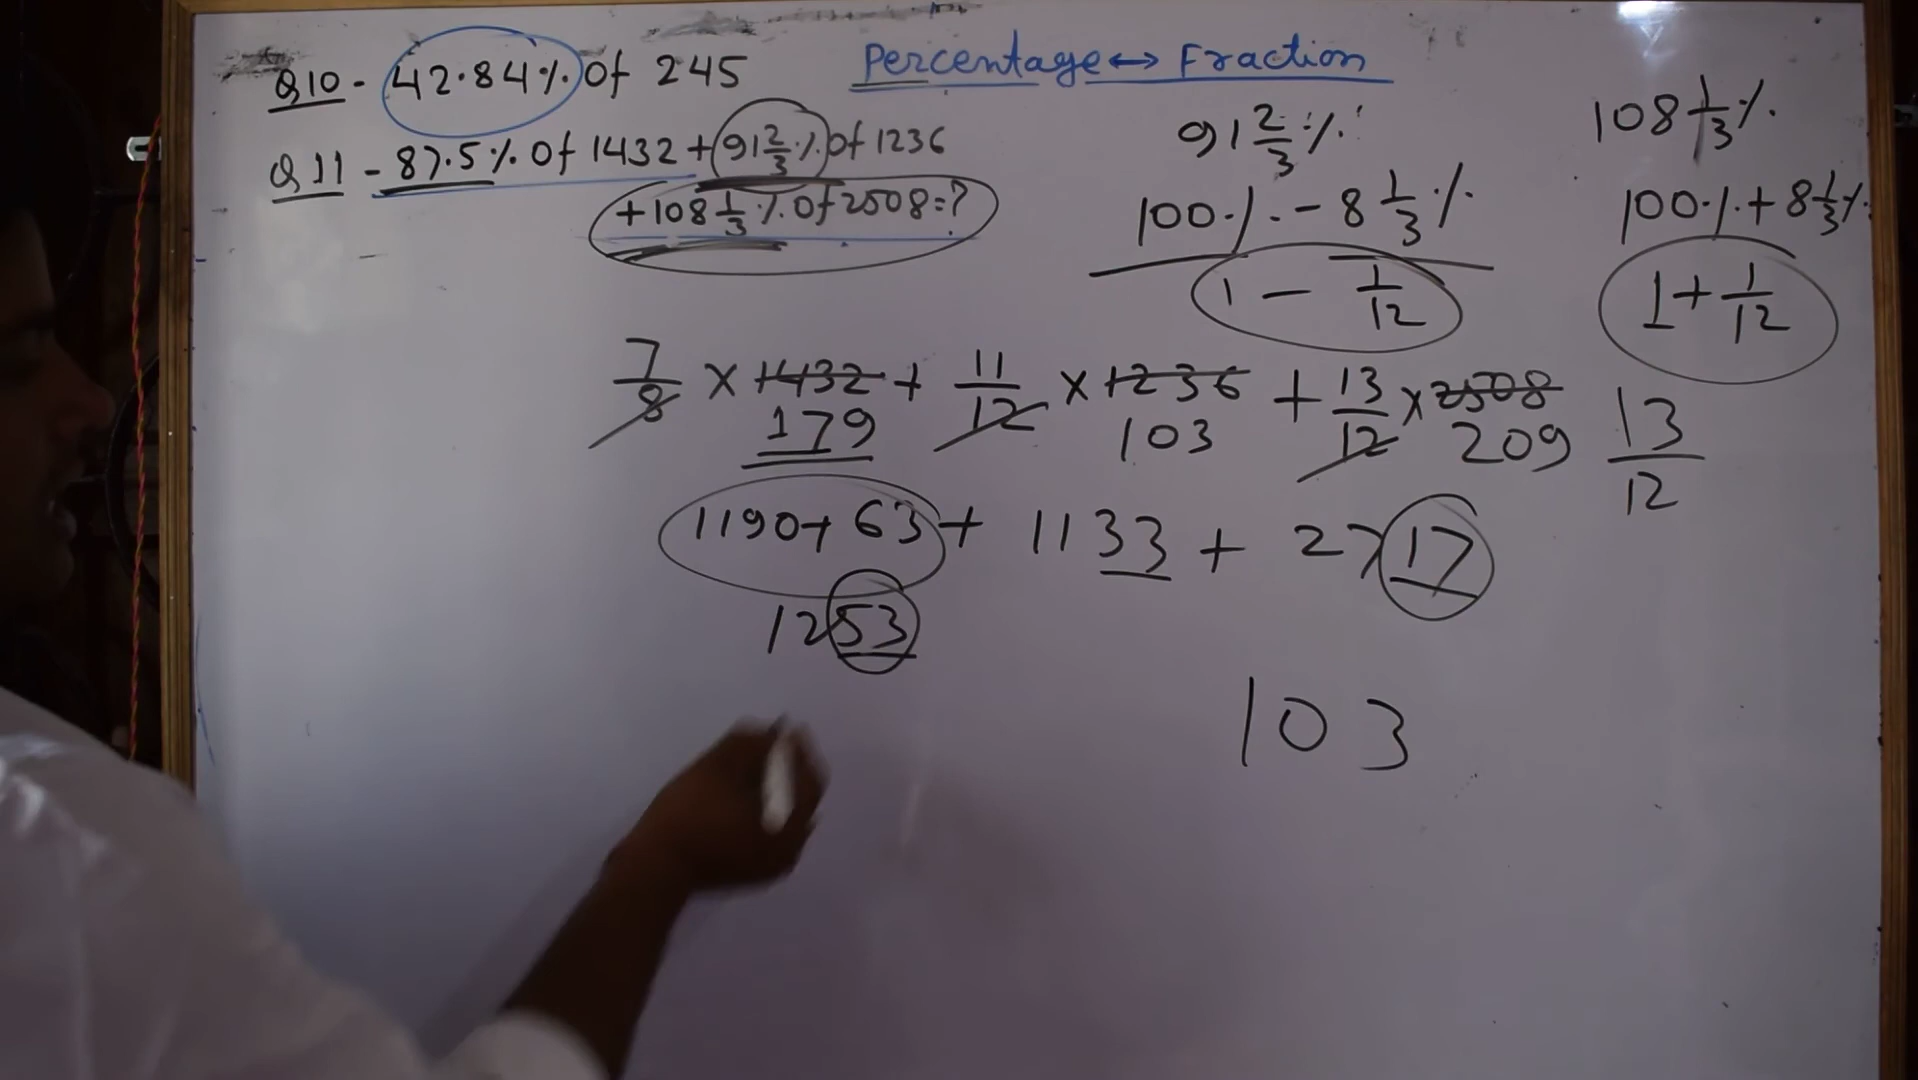 Q10 - 42.84% of 245
Percentage ↔ Fraction
Q11 - 87.5% of 1432 + 91 2/3 % of 1236
+ 108 1/3 % of 2508 = ?
91 2/3 %
100% - 8 1/3 %
1 - 1/12
108 1/3 %
100% + 8 1/3 %
1 + 1/12
13/12
7/8 × 1432 + 11/12 × 1236 + 13/12 × 2508
179 103 209
1190 + 63 + 1133 + 2717
1253
103